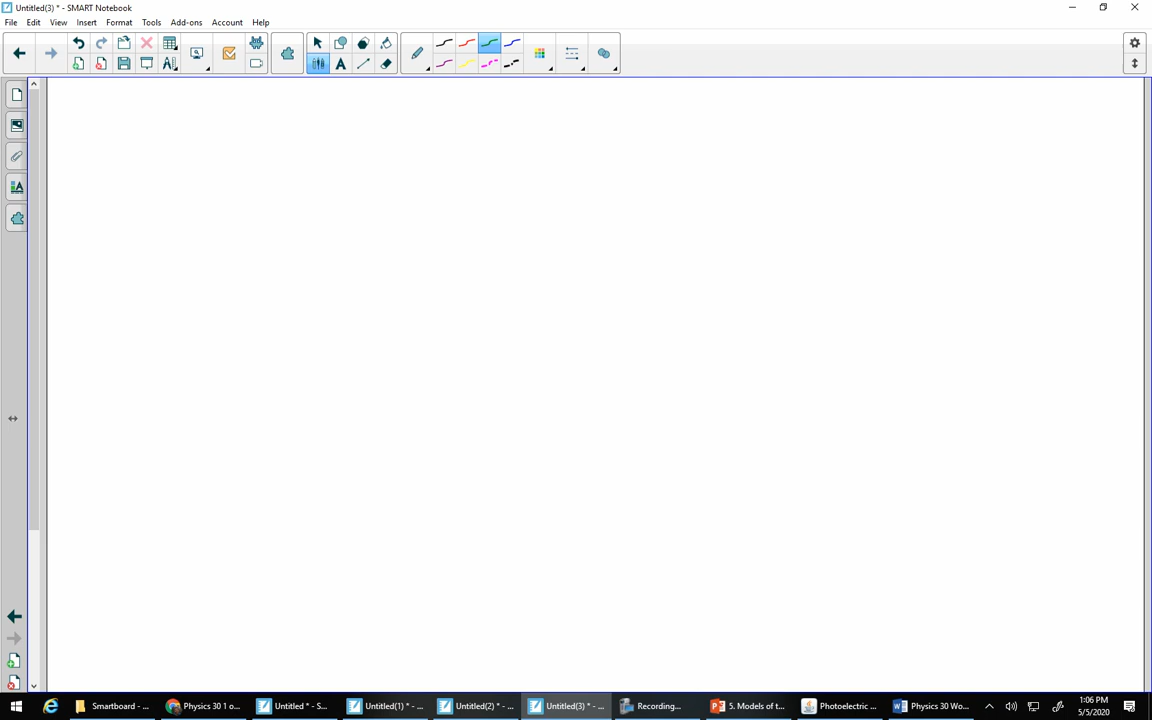 Untitled(3) * - SMART Notebook
File Edit View Insert Format Tools Add-ons Account Help
Smartboard - ...
Physics 30 1 o...
Untitled * - S...
Untitled(1) * - ...
Untitled(2) * - ...
Untitled(3) * - ...
Recording...
5. Models of t...
Photoelectric ...
Physics 30 Wo...
1:06 PM
5/5/2020